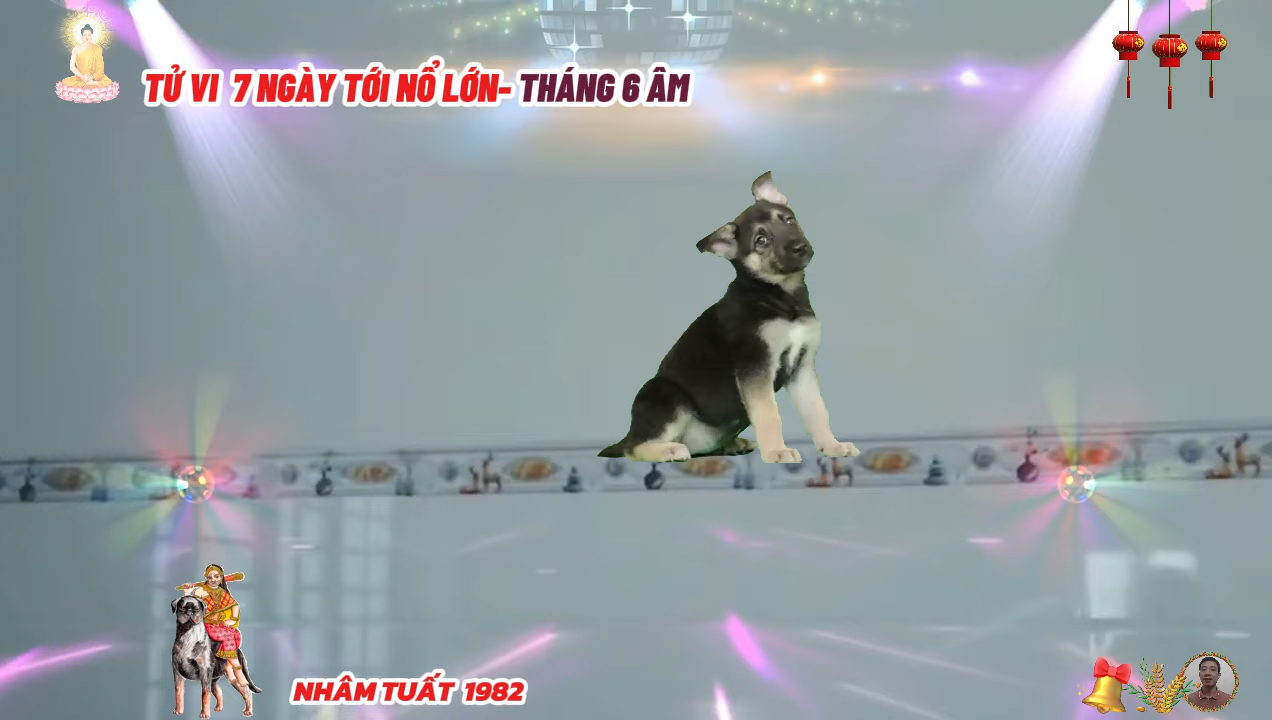 TỬ VI 7 NGÀY TỚI NỔ LỚN- THÁNG 6 ÂM
NHÂM TUẤT 1982